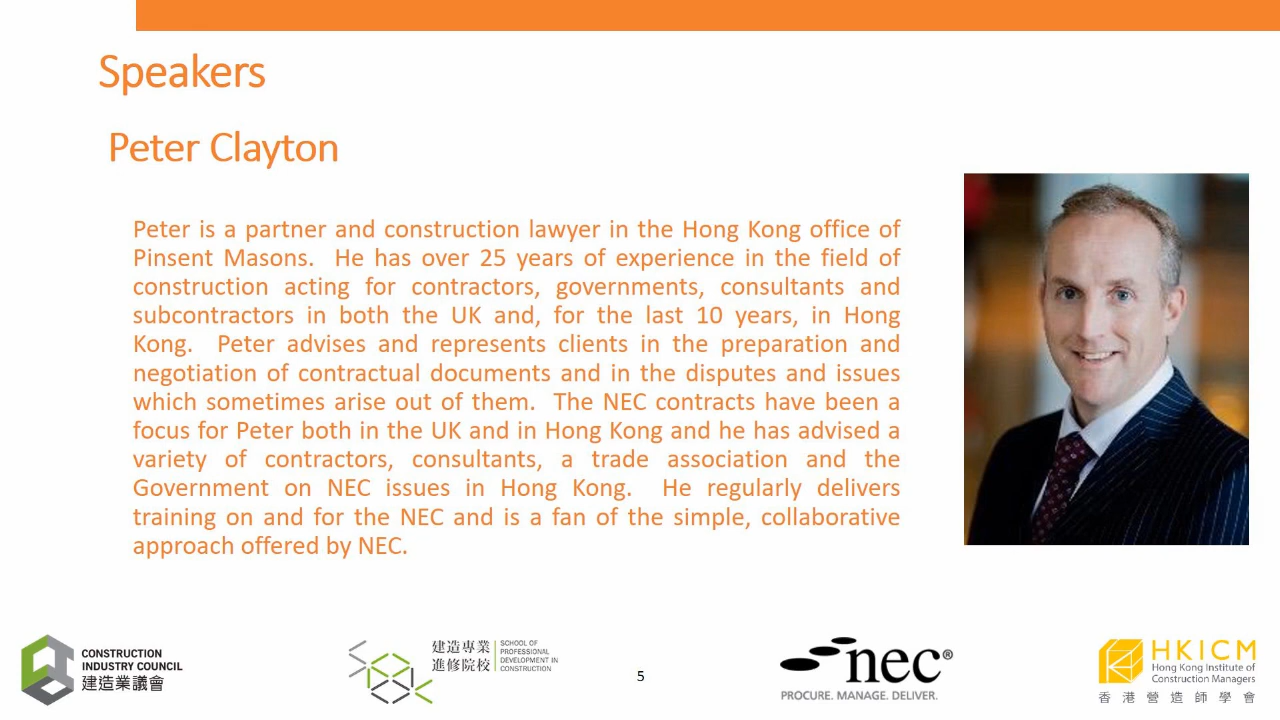 Speakers
Peter Clayton
Peter is a partner and construction lawyer in the Hong Kong office of
Pinsent Masons. He has over 25 years of experience in the field of
construction acting for contractors, governments, consultants and
subcontractors in both the UK and, for the last 10 years, in Hong
Kong. Peter advises and represents clients in the preparation and
negotiation of contractual documents and in the disputes and issues
which sometimes arise out of them. The NEC contracts have been a
focus for Peter both in the UK and in Hong Kong and he has advised a
variety of contractors, consultants, a trade association and the
Government on NEC issues in Hong Kong. He regularly delivers
training on and for the NEC and is a fan of the simple, collaborative
approach offered by NEC.
CONSTRUCTION
INDUSTRY COUNCIL
建造業議會
建造專業
進修院校
SCHOOL OF
PROFESSIONAL
DEVELOPMENT IN
CONSTRUCTION
5
nec®
PROCURE. MANAGE. DELIVER.
HKICM
Hong Kong Institute of
Construction Managers
香港營造師學會